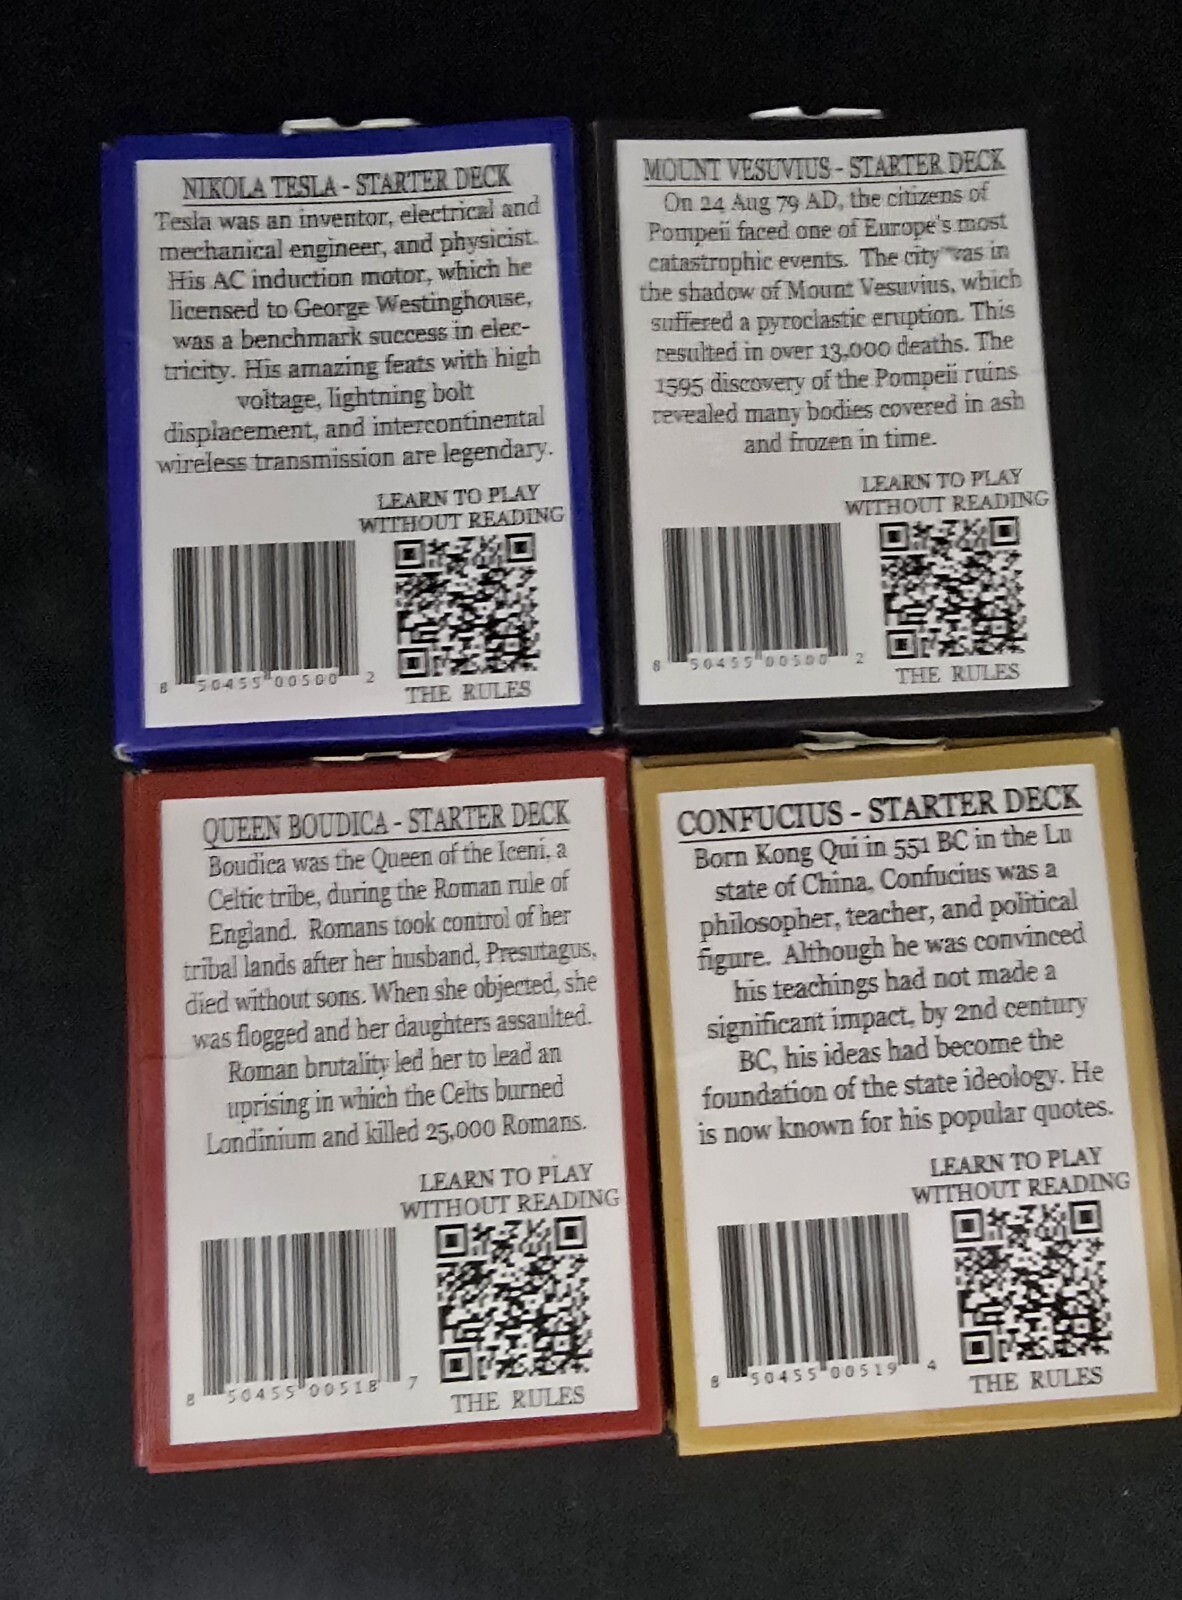 NIKOLA TESLA - STARTER DECK
Tesla was an inventor, electrical and
mechanical engineer, and physicist.
His AC induction motor, which he
licensed to George Westinghouse,
was a benchmark success in elec-
tricity. His amazing feats with high
voltage, lightning bolt
displacement, and intercontinental
wireless transmission are legendary.
LEARN TO PLAY
WITHOUT READING
8 50455 00500 2
THE RULES
MOUNT VESUVIUS - STARTER DECK
On 24 Aug 79 AD, the citizens of
Pompeii faced one of Europe's most
catastrophic events. The city was in
the shadow of Mount Vesuvius, which
suffered a pyroclastic eruption. This
resulted in over 13,000 deaths. The
1595 discovery of the Pompeii ruins
revealed many bodies covered in ash
and frozen in time.
LEARN TO PLAY
WITHOUT READING
8 50455 00500 2
THE RULES
QUEEN BOUDICA - STARTER DECK
Boudica was the Queen of the Iceni, a
Celtic tribe, during the Roman rule of
England. Romans took control of her
tribal lands after her husband, Presutagus,
died without sons. When she objected, she
was flogged and her daughters assaulted.
Roman brutality led her to lead an
uprising in which the Celts burned
Londinium and killed 25,000 Romans.
LEARN TO PLAY
WITHOUT READING
8 50455 00518 7
THE RULES
CONFUCIUS - STARTER DECK
Born Kong Qui in 551 BC in the Lu
state of China, Confucius was a
philosopher, teacher, and political
figure. Although he was convinced
his teachings had not made a
significant impact, by 2nd century
BC, his ideas had become the
foundation of the state ideology. He
is now known for his popular quotes.
LEARN TO PLAY
WITHOUT READING
8 50455 00519 4
THE RULES